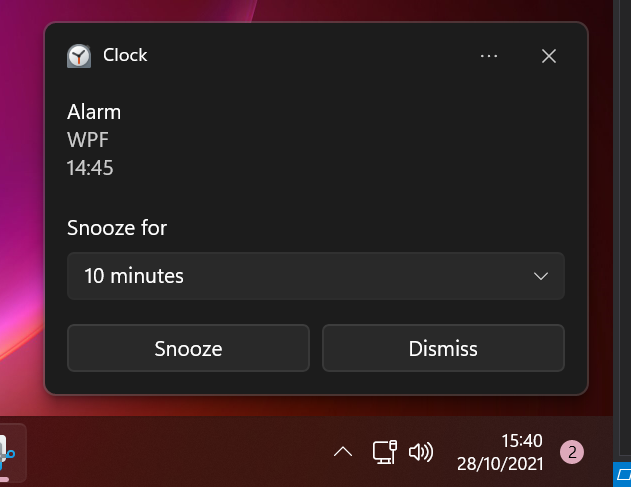 Clock
Alarm
WPF
14:45
Snooze for
10 minutes
Snooze
Dismiss
15:40
28/10/2021
2